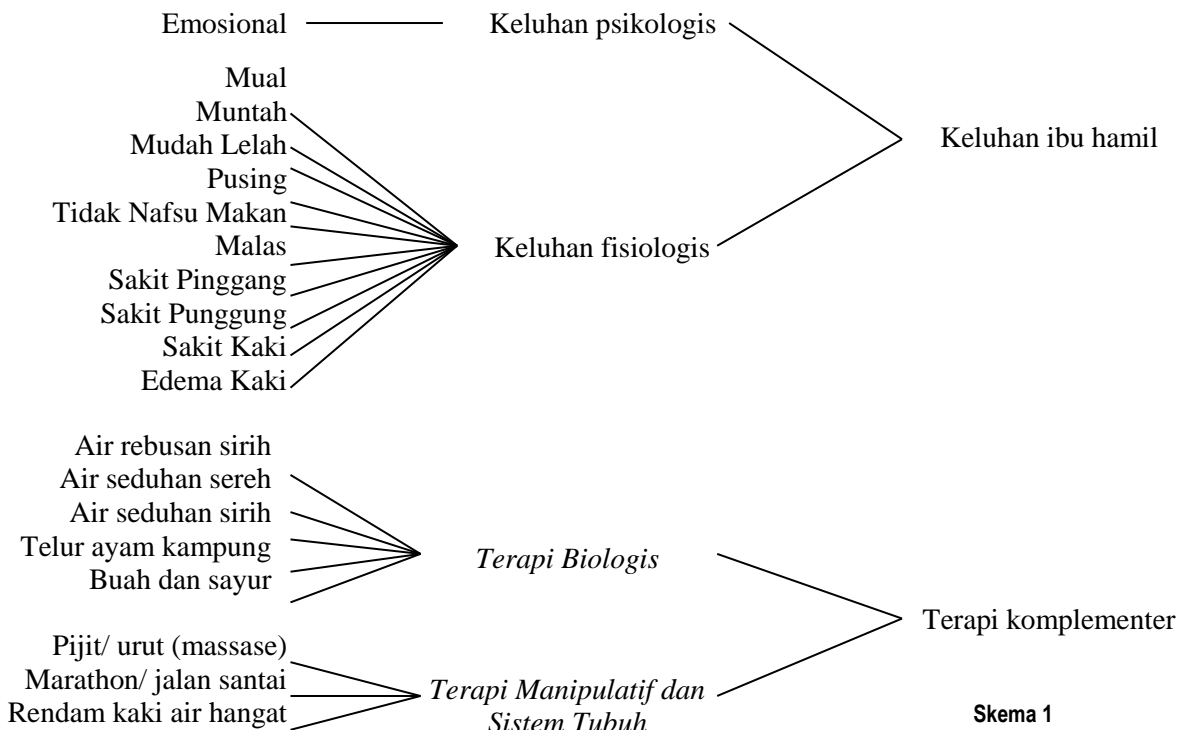 Emosional
Keluhan psikologis
Mual
Muntah
Mudah Lelah
Pusing
Tidak Nafsu Makan
Malas
Sakit Pinggang
Sakit Punggung
Sakit Kaki
Edema Kaki
Keluhan fisiologis
Keluhan ibu hamil
Air rebusan sirih
Air seduhan sereh
Air seduhan sirih
Telur ayam kampung
Buah dan sayur
Terapi Biologis
Pijit/ urut (massase)
Marathon/ jalan santai
Rendam kaki air hangat
Terapi Manipulatif dan
Sistem Tubuh
Terapi komplementer
Skema 1